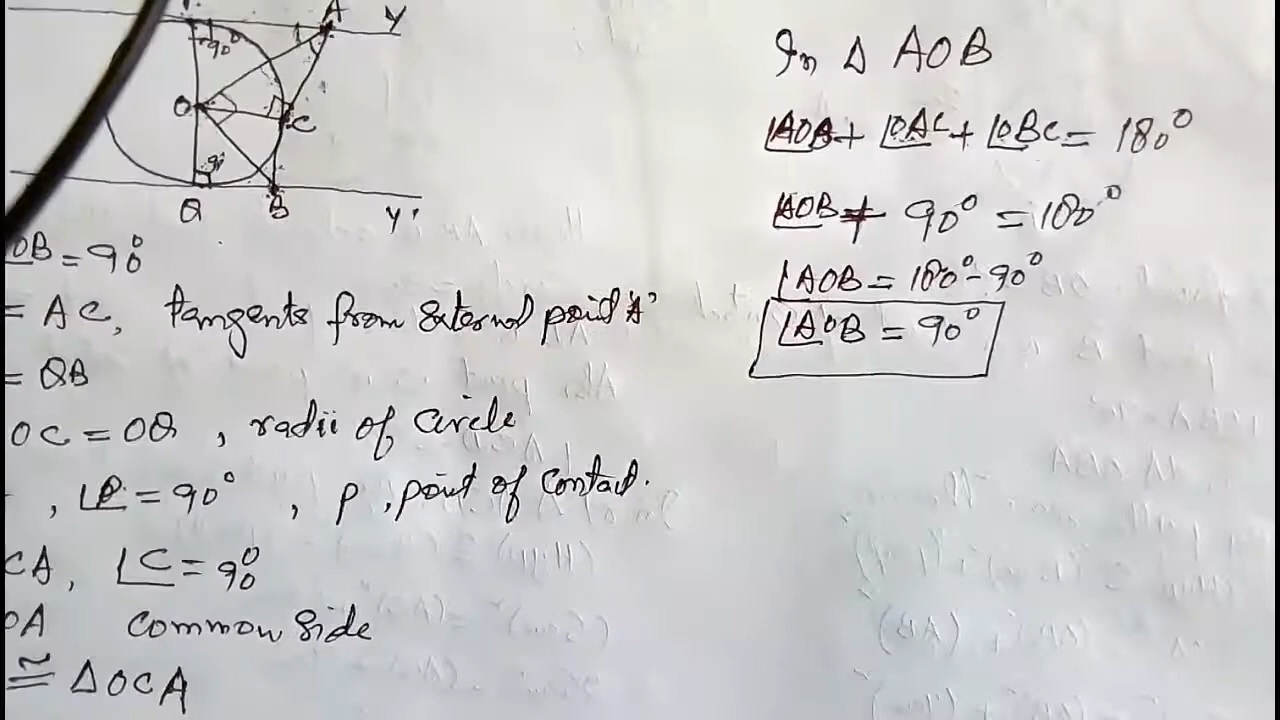 A
Y
90°
O
C
90
Q
B
Y'
OB = 90°
= AC, tangents from external point 'A'
= QB
OC = OQ , radii of circle
, ∠P = 90° , P , point of contact.
CA, ∠C = 90°
OA common side
≅ ΔOCA
In Δ AOB
∠AOB + ∠OAC + ∠OBC = 180°
∠AOB + 90° = 180°
∠AOB = 180° - 90°
∠AOB = 90°